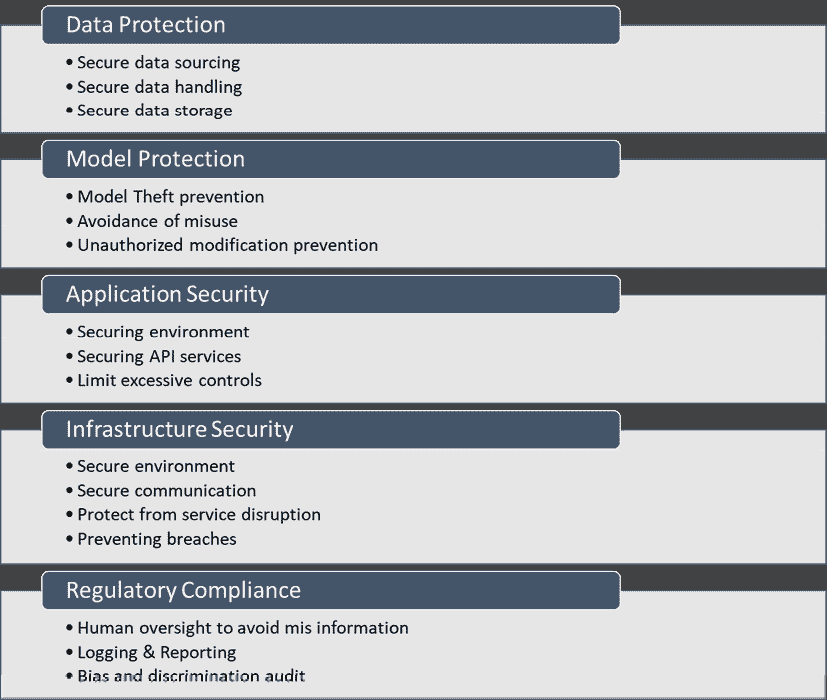 Data Protection
• Secure data sourcing
• Secure data handling
• Secure data storage
Model Protection
• Model Theft prevention
• Avoidance of misuse
• Unauthorized modification prevention
Application Security
• Securing environment
• Securing API services
• Limit excessive controls
Infrastructure Security
• Secure environment
• Secure communication
• Protect from service disruption
• Preventing breaches
Regulatory Compliance
• Human oversight to avoid mis information
• Logging & Reporting
• Bias and discrimination audit